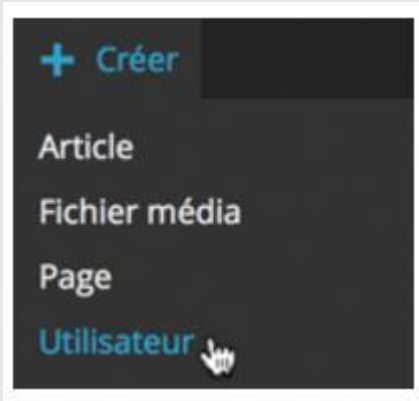 + Créer
Article
Fichier média
Page
Utilisateur